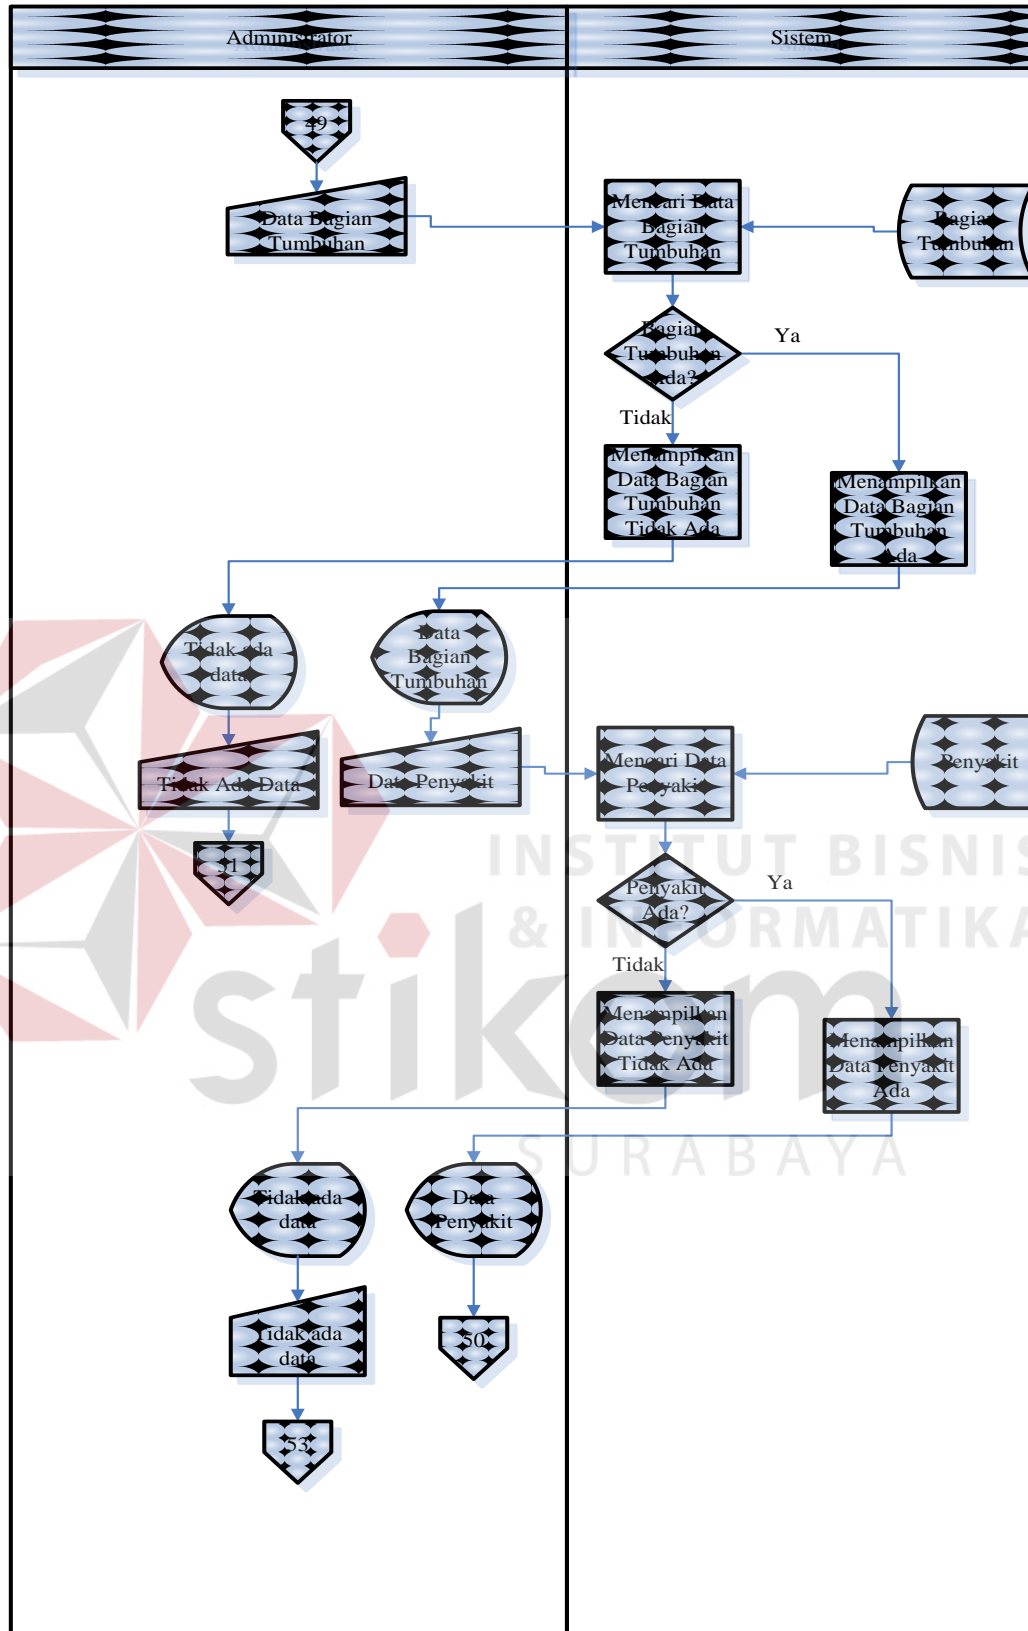 Administrator
Sistem
49
Data Bagian
Tumbuhan
Mencari Data
Bagian
Tumbuhan
Bagian
Tumbuhan
Bagian
Tumbuhan
Ada?
Ya
Tidak
Menampilkan
Data Bagian
Tumbuhan
Tidak Ada
Menampilkan
Data Bagian
Tumbuhan
Ada
Tidak ada
data
Data
Bagian
Tumbuhan
Tidak Ada Data
Data Penyakit
Mencari Data
Penyakit
Penyakit
51
Penyakit
Ada?
Ya
Tidak
Menampilkan
Data Penyakit
Tidak Ada
Menampilkan
Data Penyakit
Ada
INSTITUT BISNIS
& INFORMATIKA
stikom
SURABAYA
Tidak ada
data
Data
Penyakit
Tidak ada
data
50
53